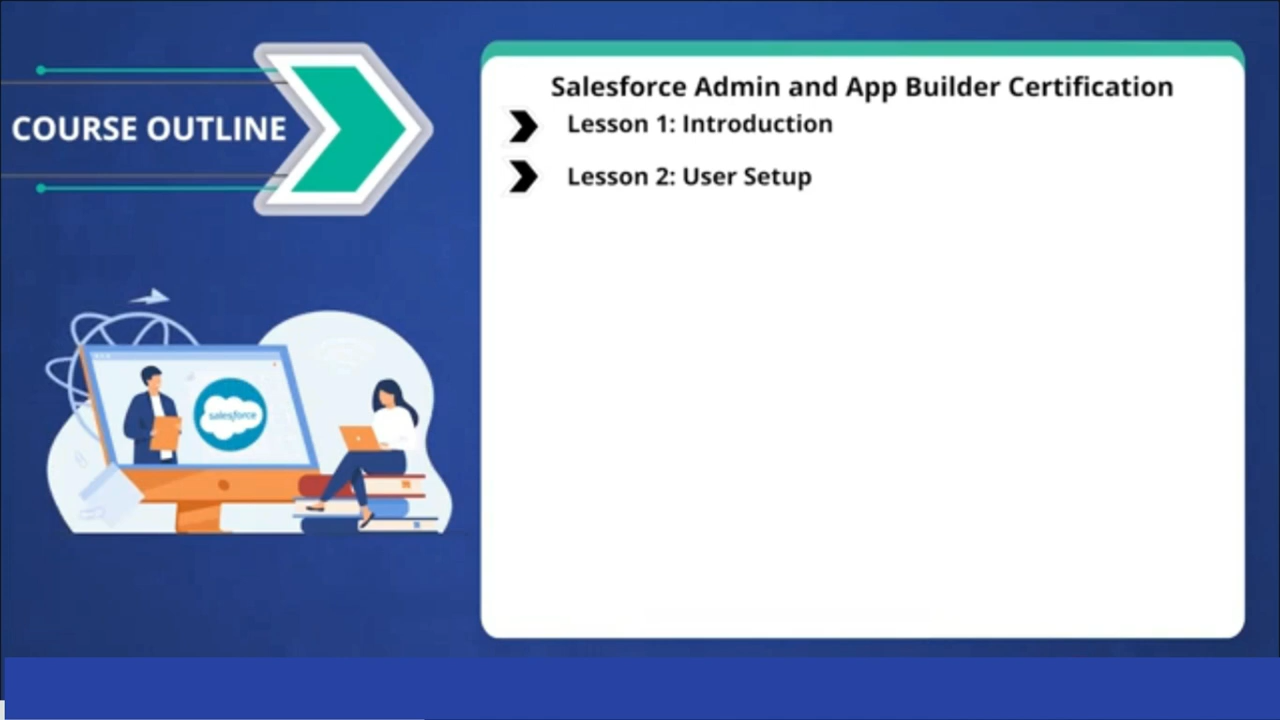 COURSE OUTLINE
Salesforce Admin and App Builder Certification
Lesson 1: Introduction
Lesson 2: User Setup
salesforce